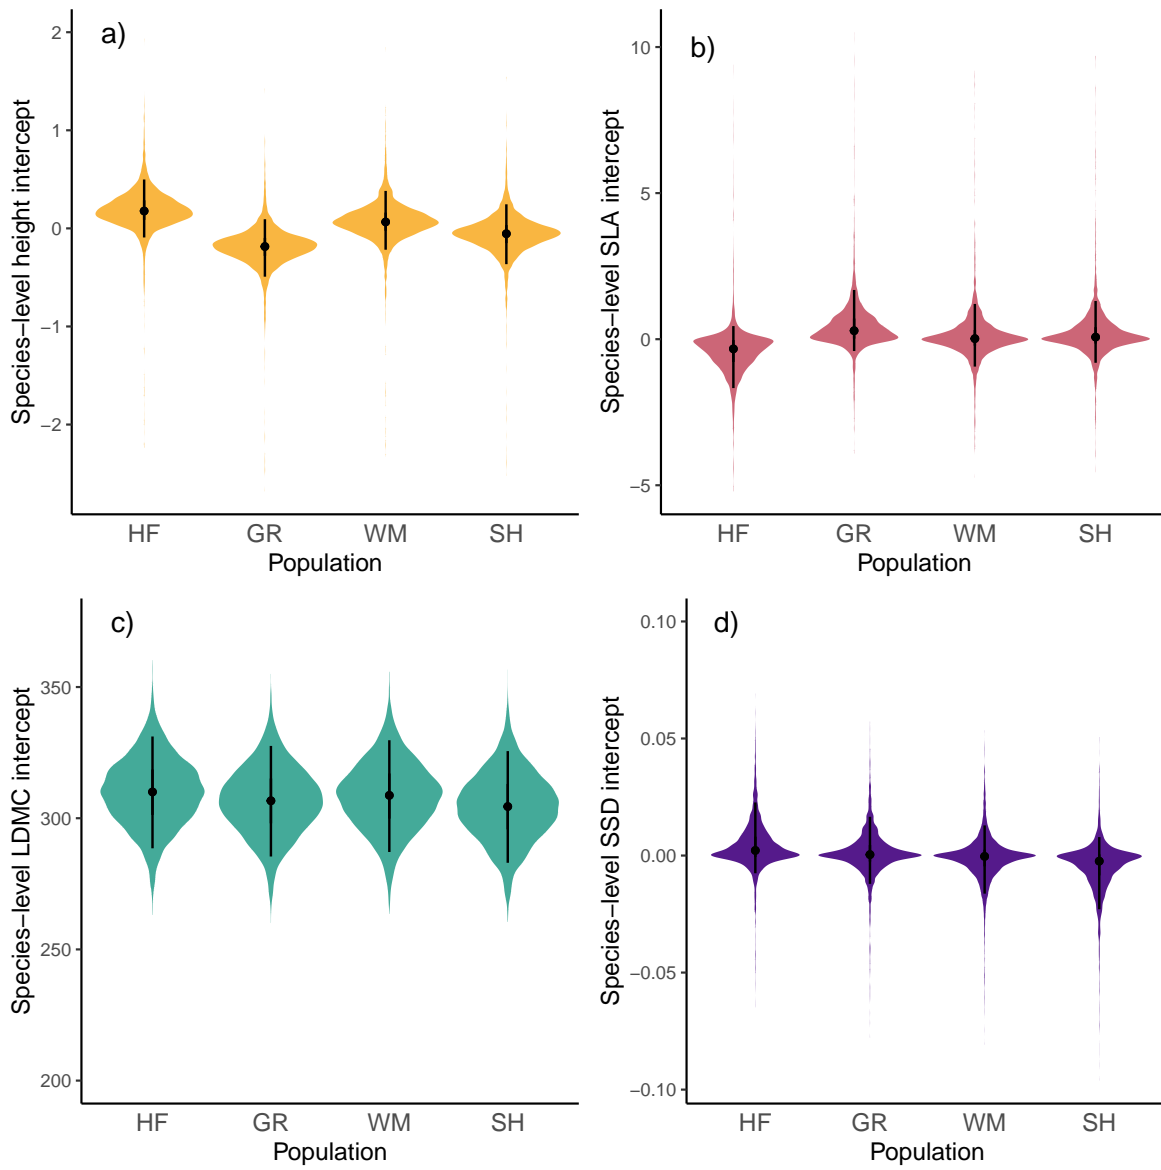 a)
Species−level height intercept
2
1
0
−1
−2
HF GR WM SH
Population
b)
Species−level SLA intercept
10
5
0
−5
HF GR WM SH
Population
c)
Species−level LDMC intercept
350
300
250
200
HF GR WM SH
Population
d)
Species−level SSD intercept
0.10
0.05
0.00
−0.05
−0.10
HF GR WM SH
Population